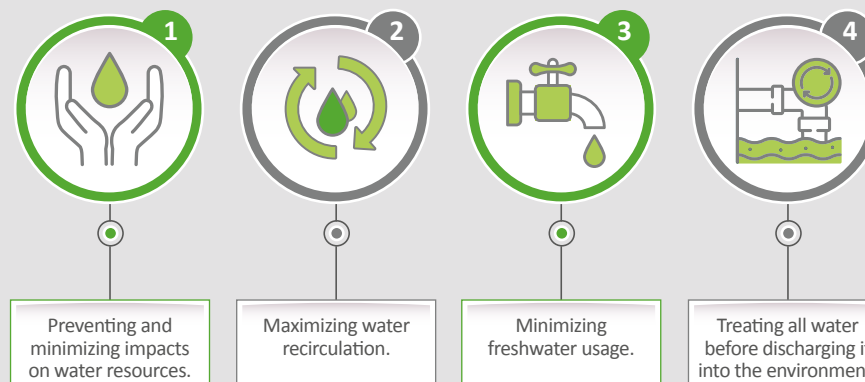 1
2
3
4
Preventing and
minimizing impacts
on water resources.
Maximizing water
recirculation.
Minimizing
freshwater usage.
Treating all water
before discharging
into the environmen